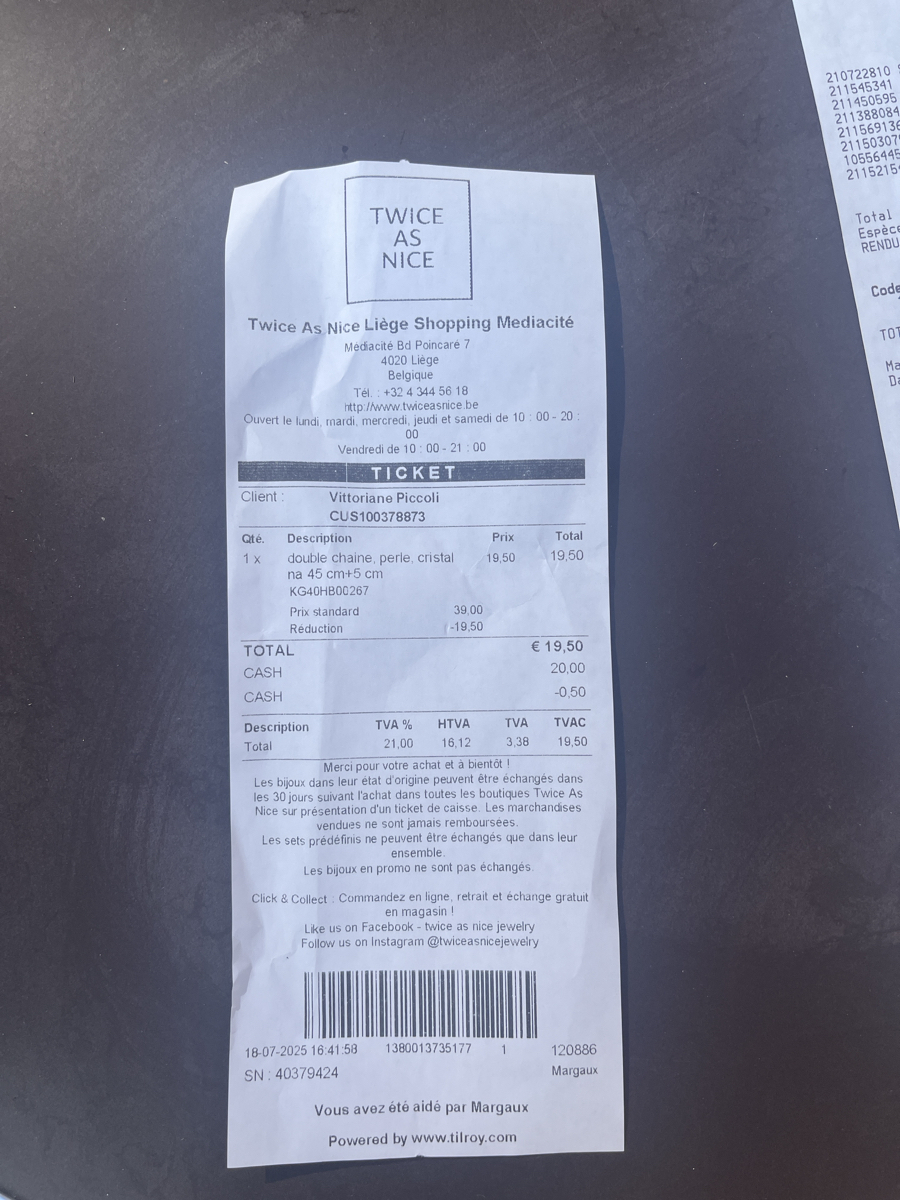 TWICE
AS
NICE
Twice As Nice Liège Shopping Mediacité
Mediacité Bd Poincaré 7
4020 Liège
Belgique
Tél. : +32 4 344 56 18
http://www.twiceasnice.be
Ouvert le lundi, mardi, mercredi, jeudi et samedi de 10 : 00 - 20 :
00
Vendredi de 10 : 00 - 21 : 00
TICKET
Client : Vittoriane Piccoli
CUS100378873
Qté. Description Prix Total
1 x double chaine, perle, cristal 19,50 19,50
na 45 cm+5 cm
KG40HB00267
Prix standard 39,00
Réduction -19,50
TOTAL € 19,50
CASH 20,00
CASH -0,50
Description TVA % HTVA TVA TVAC
Total 21,00 16,12 3,38 19,50
Merci pour votre achat et à bientôt !
Les bijoux dans leur état d'origine peuvent être échangés dans
les 30 jours suivant l'achat dans toutes les boutiques Twice As
Nice sur présentation d'un ticket de caisse. Les marchandises
vendues ne sont jamais remboursées.
Les sets prédéfinis ne peuvent être échangés que dans leur
ensemble.
Les bijoux en promo ne sont pas échangés.
Click & Collect : Commandez en ligne, retrait et échange gratuit
en magasin !
Like us on Facebook - twice as nice jewelry
Follow us on Instagram @twiceasnicejewelry
18-07-2025 16:41:58 1380013735177 1 120886
SN : 40379424 Margaux
Vous avez été aidé par Margaux
Powered by www.tilroy.com
210722810
211545341
211450595
Total